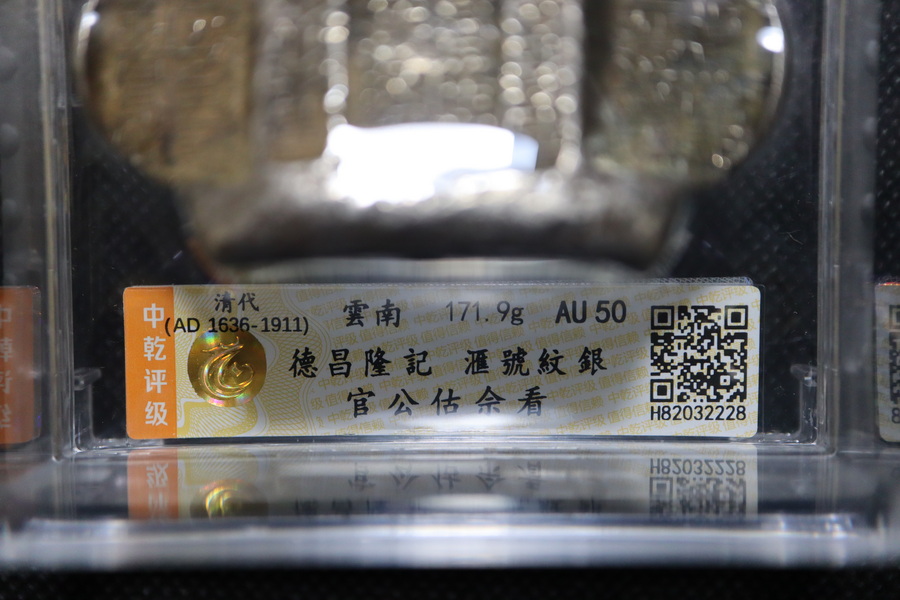 中乾评级
清代
(AD 1636-1911)
雲南 171.9g AU 50
德昌隆記 滙號紋銀
官公估佘看
H82032228